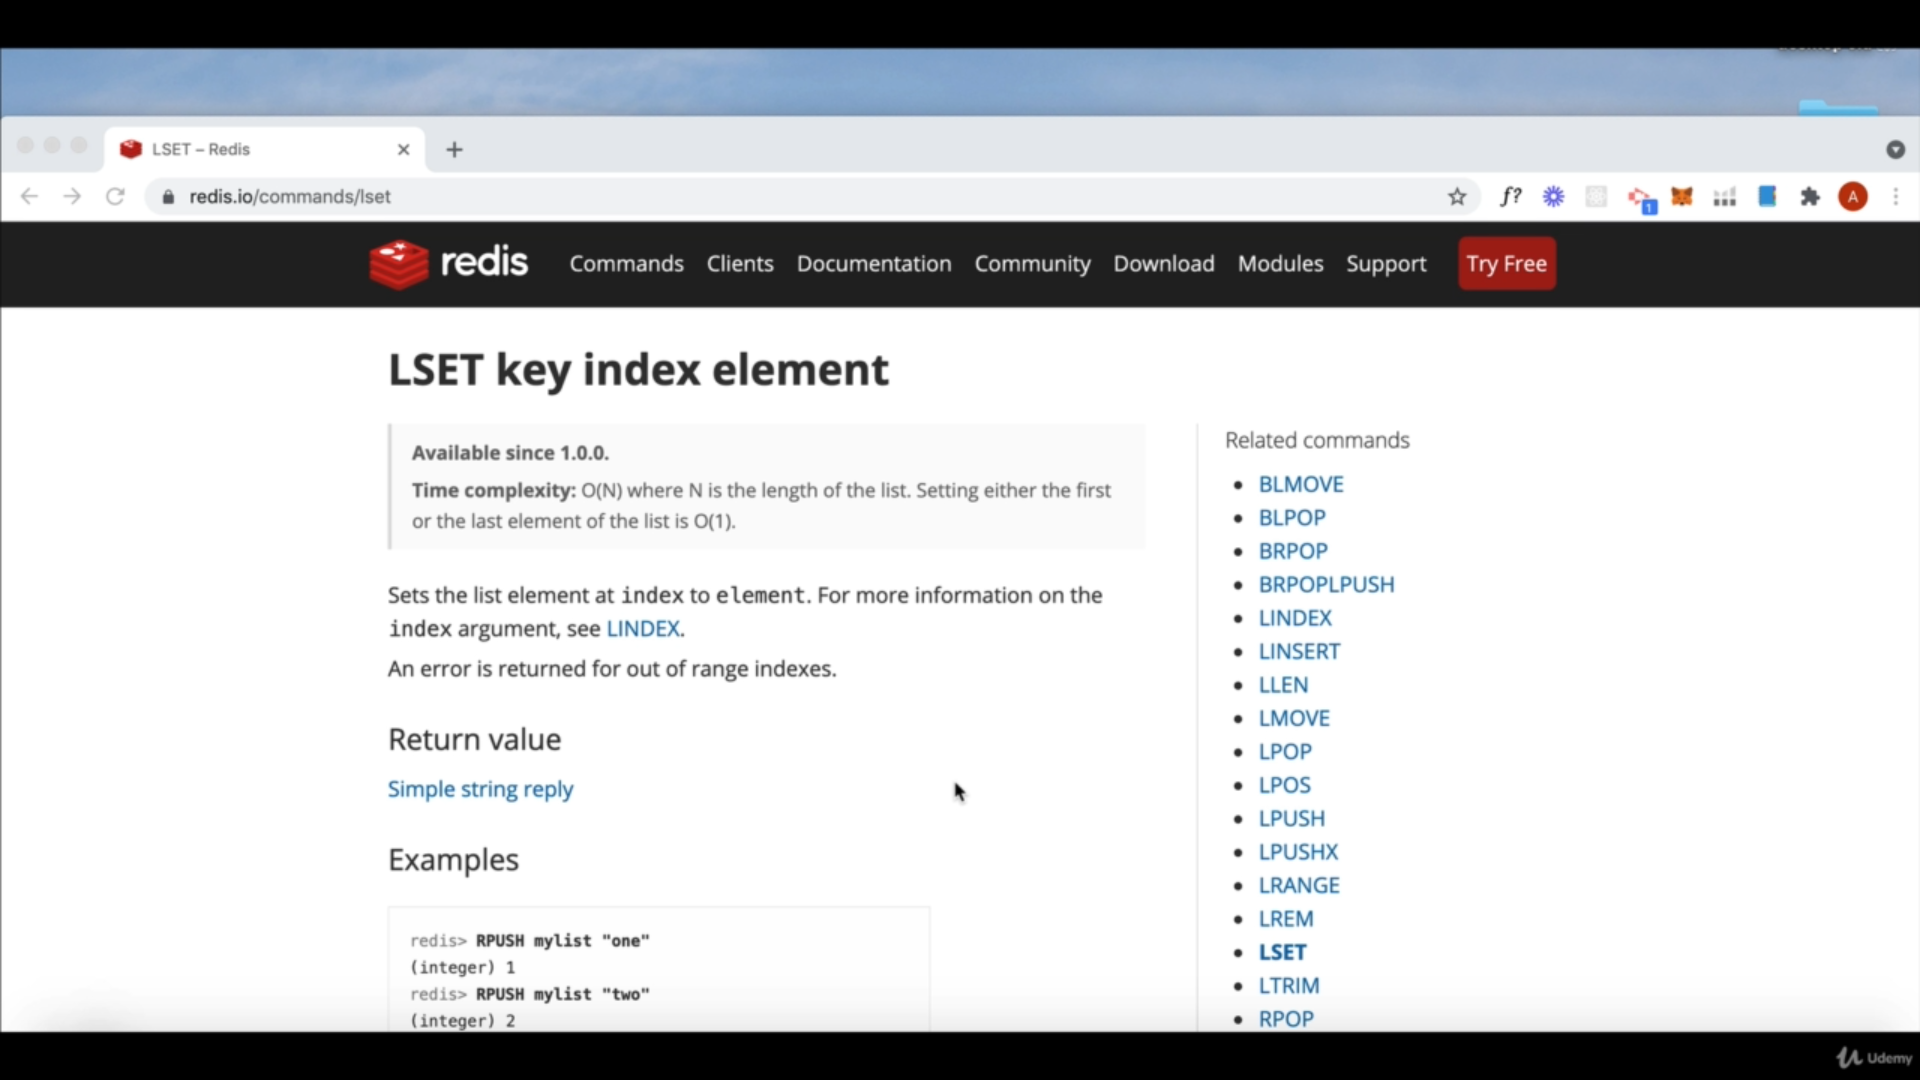 LSET – Redis
redis.io/commands/lset
f?
1
A
redis
Commands Clients Documentation Community Download Modules Support Try Free
LSET key index element
Available since 1.0.0.
Time complexity: O(N) where N is the length of the list. Setting either the first
or the last element of the list is O(1).
Sets the list element at index to element. For more information on the
index argument, see LINDEX.
An error is returned for out of range indexes.
Return value
Simple string reply
Examples
redis> RPUSH mylist "one"
(integer) 1
redis> RPUSH mylist "two"
(integer) 2
Related commands
BLMOVE
BLPOP
BRPOP
BRPOPLPUSH
LINDEX
LINSERT
LLEN
LMOVE
LPOP
LPOS
LPUSH
LPUSHX
LRANGE
LREM
LSET
LTRIM
RPOP
Udemy